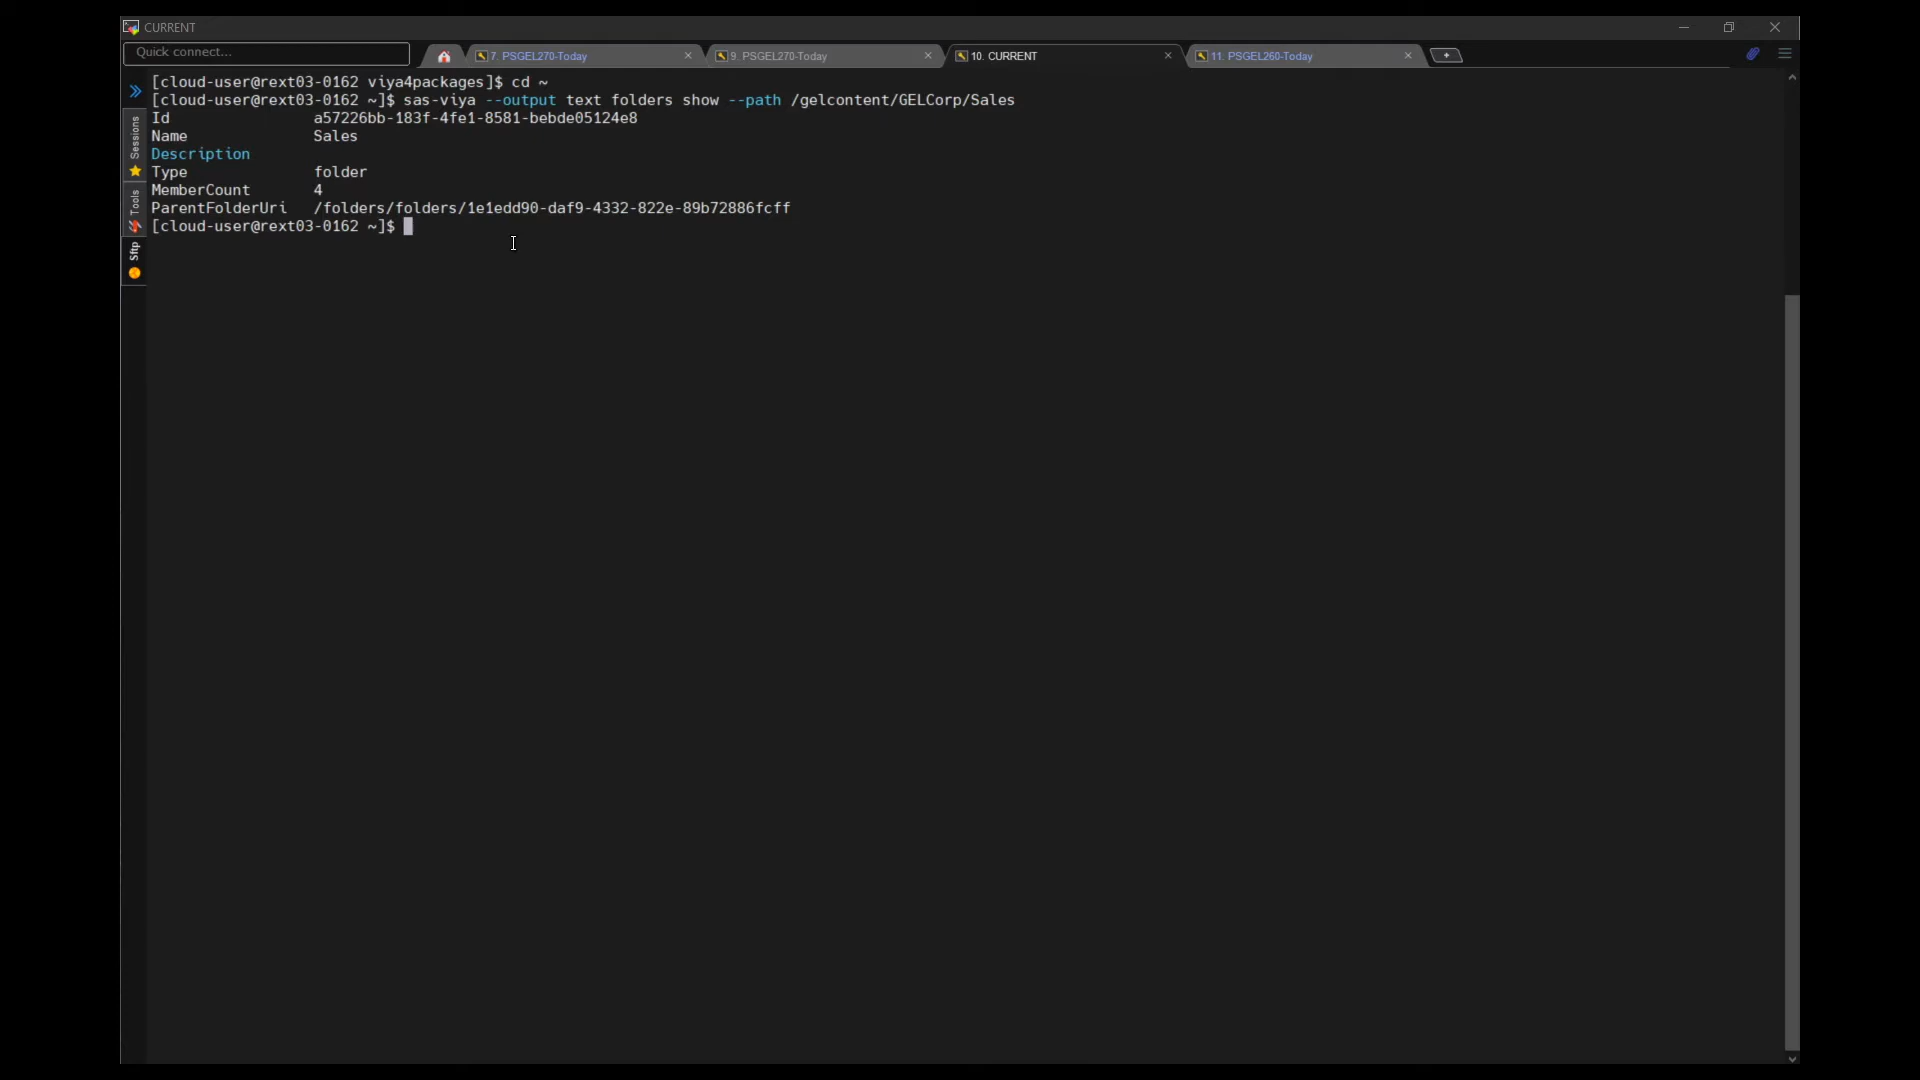 CURRENT
Quick connect...
7. PSGEL270-Today
9. PSGEL270-Today
10. CURRENT
11. PSGEL260-Today
Sessions
Tools
Sftp
[cloud-user@rext03-0162 viya4packages]$ cd ~
[cloud-user@rext03-0162 ~]$ sas-viya --output text folders show --path /gelcontent/GELCorp/Sales
Id a57226bb-183f-4fe1-8581-bebde05124e8
Name Sales
Description
Type folder
MemberCount 4
ParentFolderUri /folders/folders/1e1edd90-daf9-4332-822e-89b72886fcff
[cloud-user@rext03-0162 ~]$